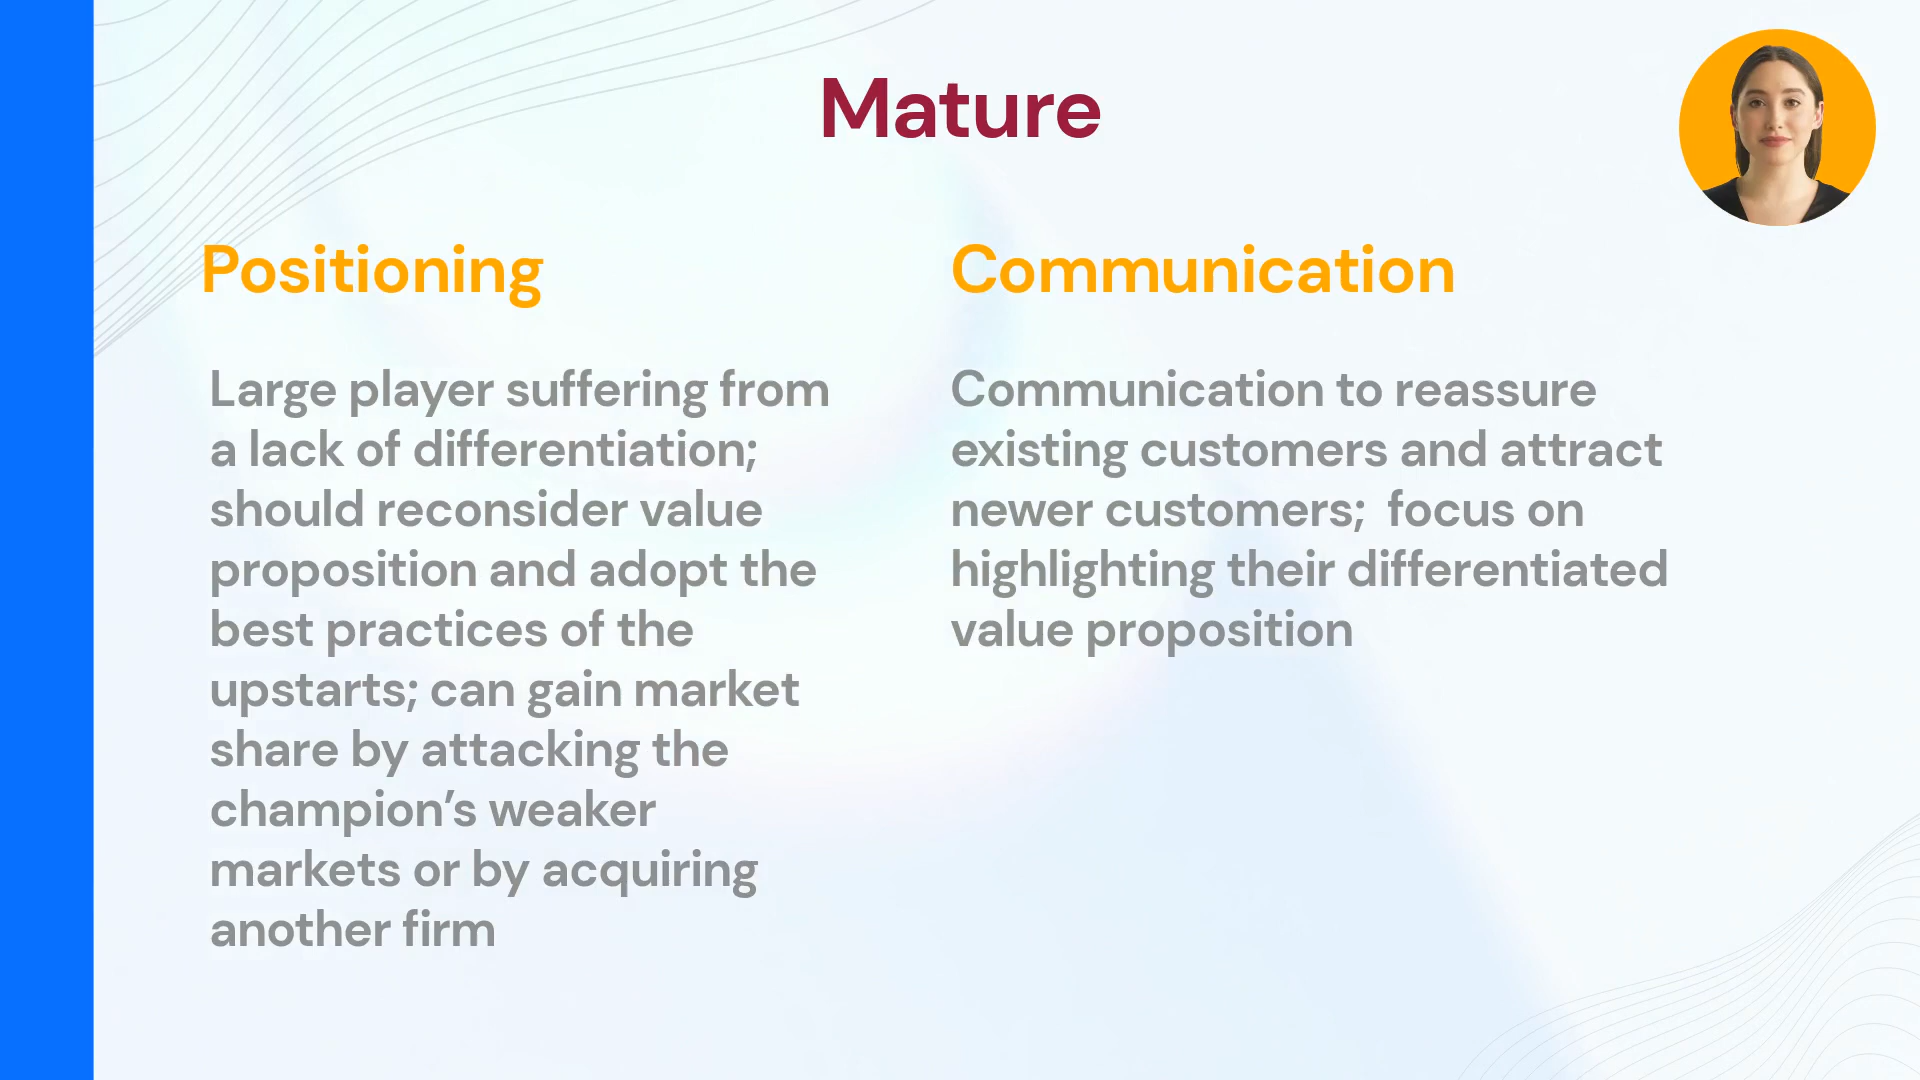 Mature
Positioning
Large player suffering from
a lack of differentiation;
should reconsider value
proposition and adopt the
best practices of the
upstarts; can gain market
share by attacking the
champion’s weaker
markets or by acquiring
another firm
Communication
Communication to reassure
existing customers and attract
newer customers;  focus on
highlighting their differentiated
value proposition